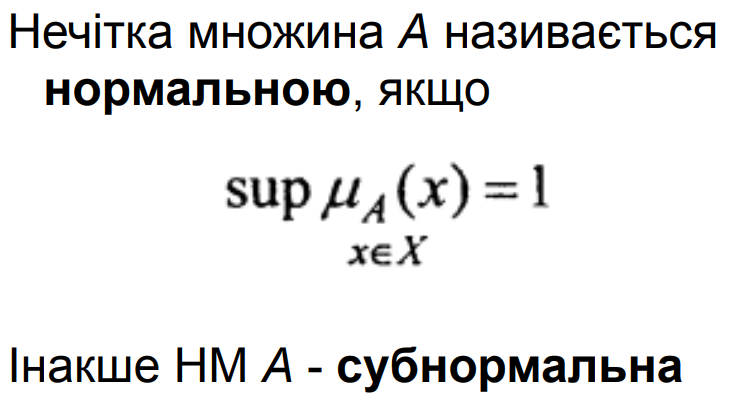 Нечітка множина A називається
нормальною, якщо
sup μ_A(x) = 1
x∈X
Інакше НМ A - субнормальна